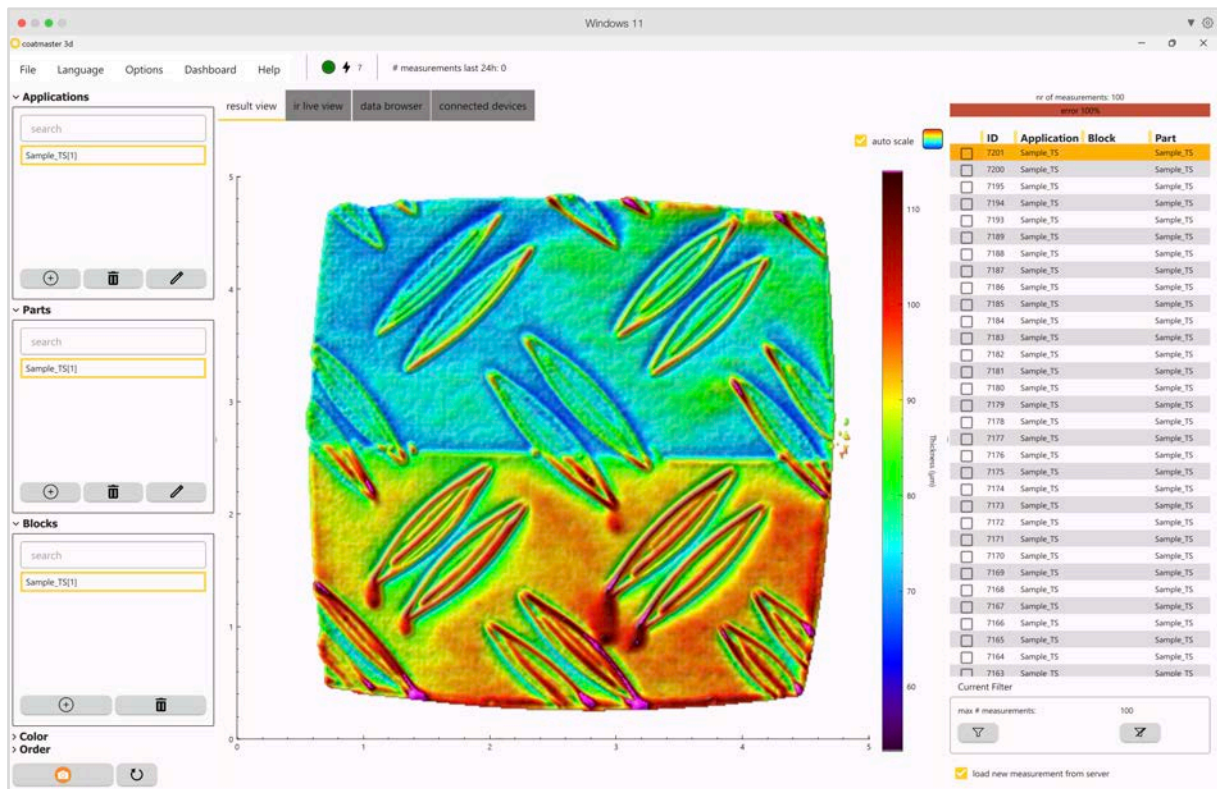 Windows 11
coatmaster 3d
File Language Options Dashboard Help 7 # measurements last 24h: 0
Applications
search
Sample_TS[1]
Parts
search
Sample_TS[1]
Blocks
search
Sample_TS[1]
Color
Order
result view ir live view data browser connected devices
auto scale
5
4
3
2
1
0
0 1 2 3 4 5
110
100
90
80
70
60
Thickness (µm)
nr of measurements: 100
error 100%
ID Application Block Part
7201 Sample_TS Sample_TS
7200 Sample_TS Sample_TS
7195 Sample_TS Sample_TS
7194 Sample_TS Sample_TS
7193 Sample_TS Sample_TS
7189 Sample_TS Sample_TS
7188 Sample_TS Sample_TS
7187 Sample_TS Sample_TS
7186 Sample_TS Sample_TS
7185 Sample_TS Sample_TS
7184 Sample_TS Sample_TS
7183 Sample_TS Sample_TS
7182 Sample_TS Sample_TS
7181 Sample_TS Sample_TS
7180 Sample_TS Sample_TS
7179 Sample_TS Sample_TS
7178 Sample_TS Sample_TS
7177 Sample_TS Sample_TS
7176 Sample_TS Sample_TS
7175 Sample_TS Sample_TS
7174 Sample_TS Sample_TS
7173 Sample_TS Sample_TS
7172 Sample_TS Sample_TS
7171 Sample_TS Sample_TS
7170 Sample_TS Sample_TS
7169 Sample_TS Sample_TS
7168 Sample_TS Sample_TS
7167 Sample_TS Sample_TS
7166 Sample_TS Sample_TS
7165 Sample_TS Sample_TS
7164 Sample_TS Sample_TS
7163 Sample_TS Sample_TS
Current Filter
max # measurements: 100
load new measurement from server